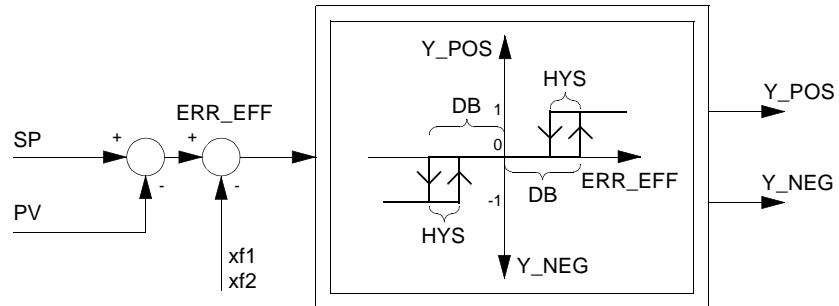 Y_POS
HYS
Y_POS
ERR_EFF
DB
1
SP
+
+
0
-
-
ERR_EFF
Y_NEG
DB
PV
-1
HYS
xf1
xf2
Y_NEG